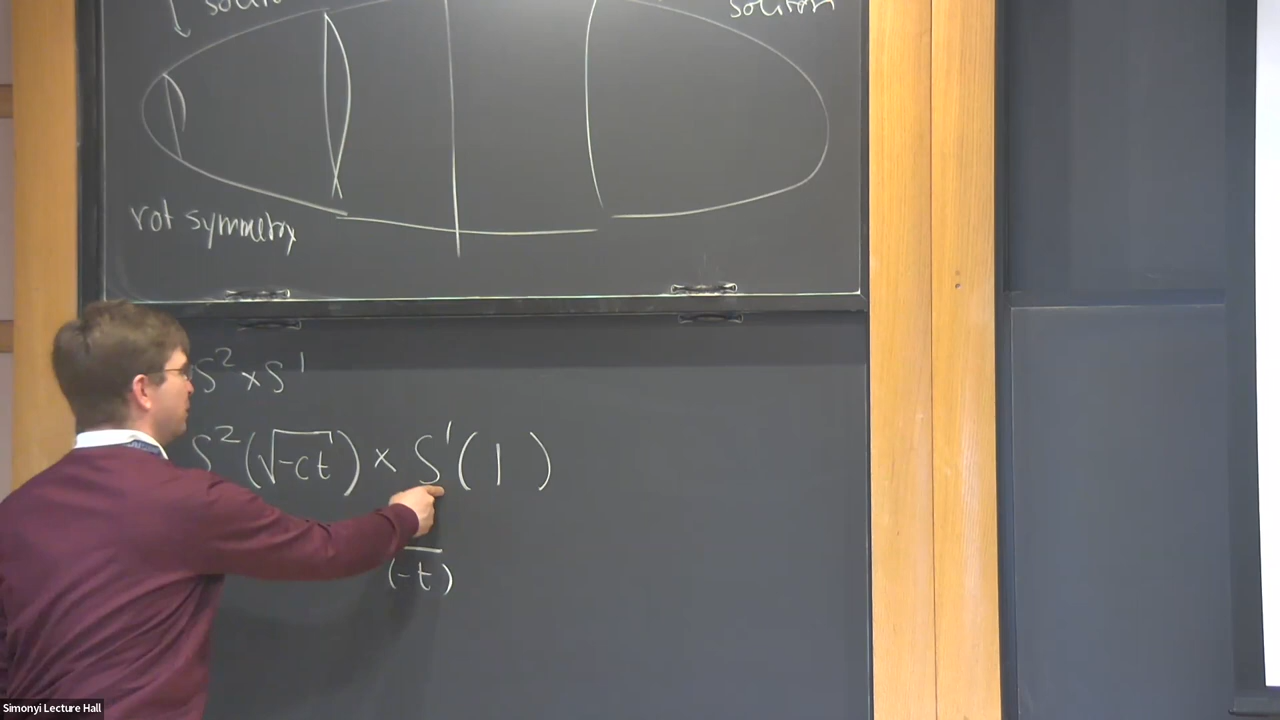 soliton
rot symmetry
S² x S¹
S²(√-ct) x S¹(1)
(-t)
Simonyi Lecture Hall